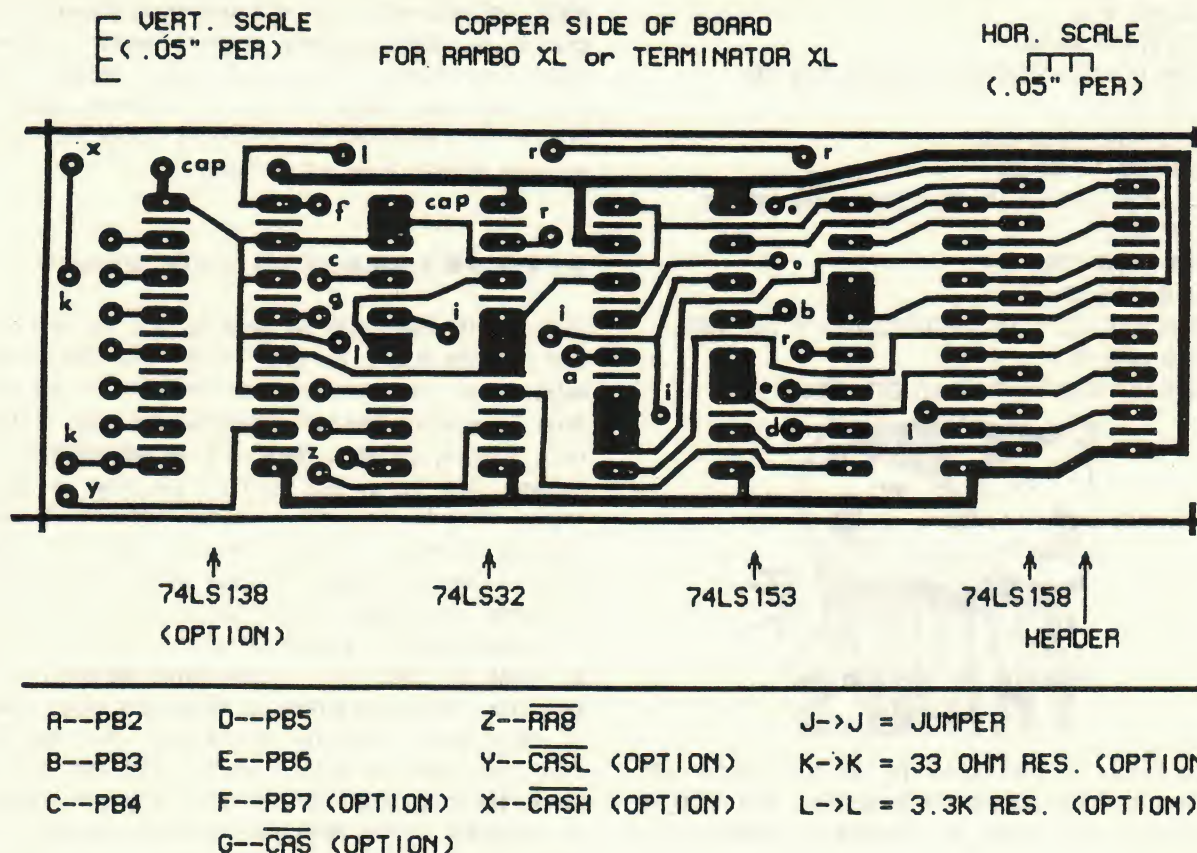 VERT. SCALE
(.05" PER)
COPPER SIDE OF BOARD
FOR RAMBO XL or TERMINATOR XL
HOR. SCALE
(.05" PER)
x
cap
l
r
r
f
cap
r
c
k
g
i
i
b
l
a
r
e
i
d
k
z
y
74LS138
(OPTION)
74LS32
74LS153
74LS158
HEADER
A--PB2 D--PB5 Z--RA8 J->J = JUMPER
B--PB3 E--PB6 Y--CASL (OPTION) K->K = 33 OHM RES. (OPTION
C--PB4 F--PB7 (OPTION) X--CASH (OPTION) L->L = 3.3K RES. (OPTION)
G--CAS (OPTION)